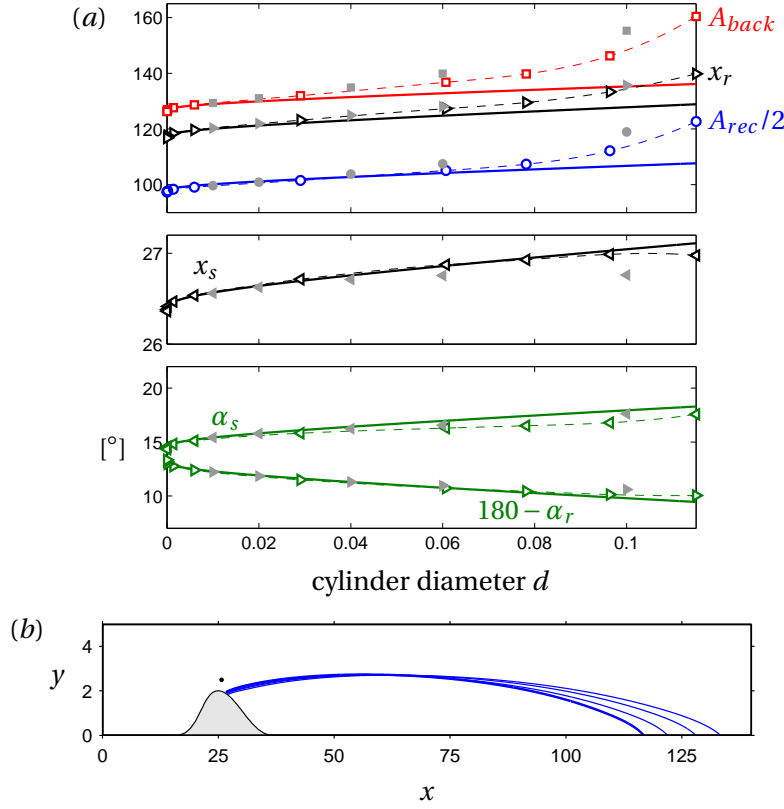 (a)
160
140
120
100
A_back
x_r
A_rec/2
27
26
x_s
20
15
10
[°]
α_s
180 − α_r
0
0.02
0.04
0.06
0.08
0.1
cylinder diameter d
(b)
4
2
0
y
0
25
50
75
100
125
x